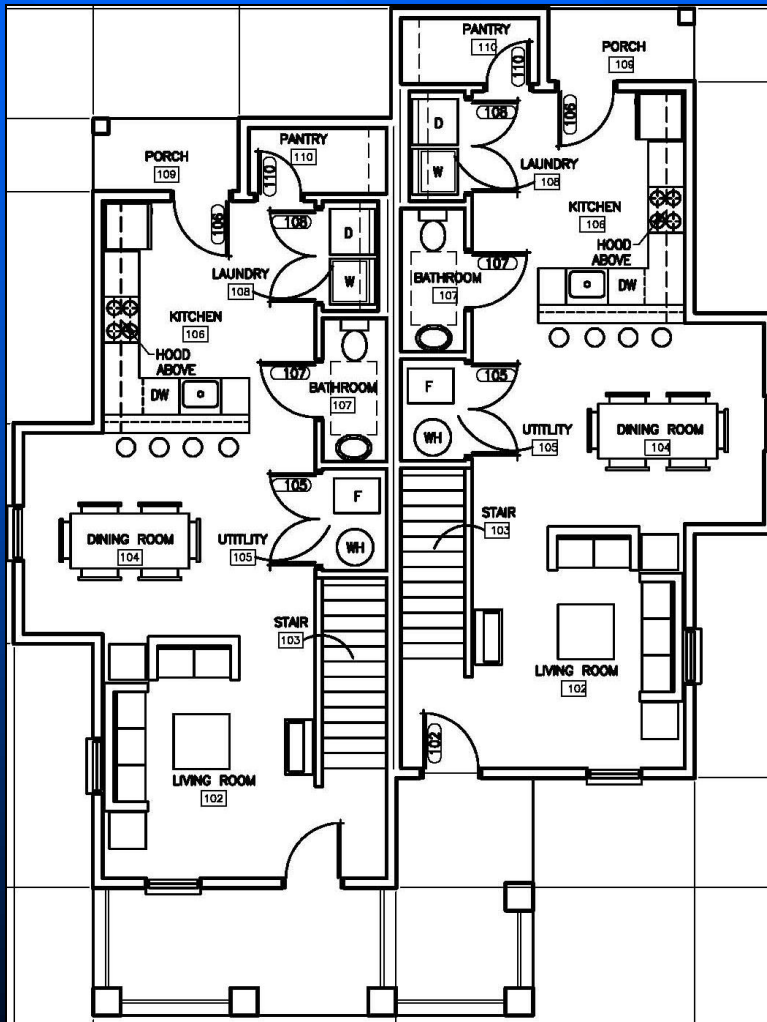 PANTRY
110
PORCH
109
110
D
108
106
W
LAUNDRY
108
KITCHEN
106
HOOD
ABOVE
BATHROOM
107
107
DW
F
105
WH
UTITLITY
105
DINING ROOM
104
STAIR
103
LIVING ROOM
102
102
PORCH
109
PANTRY
110
110
106
108
D
LAUNDRY
108
W
KITCHEN
106
HOOD
ABOVE
107
BATHROOM
107
DW
105
F
DINING ROOM
104
UTITLITY
105
WH
STAIR
103
LIVING ROOM
102